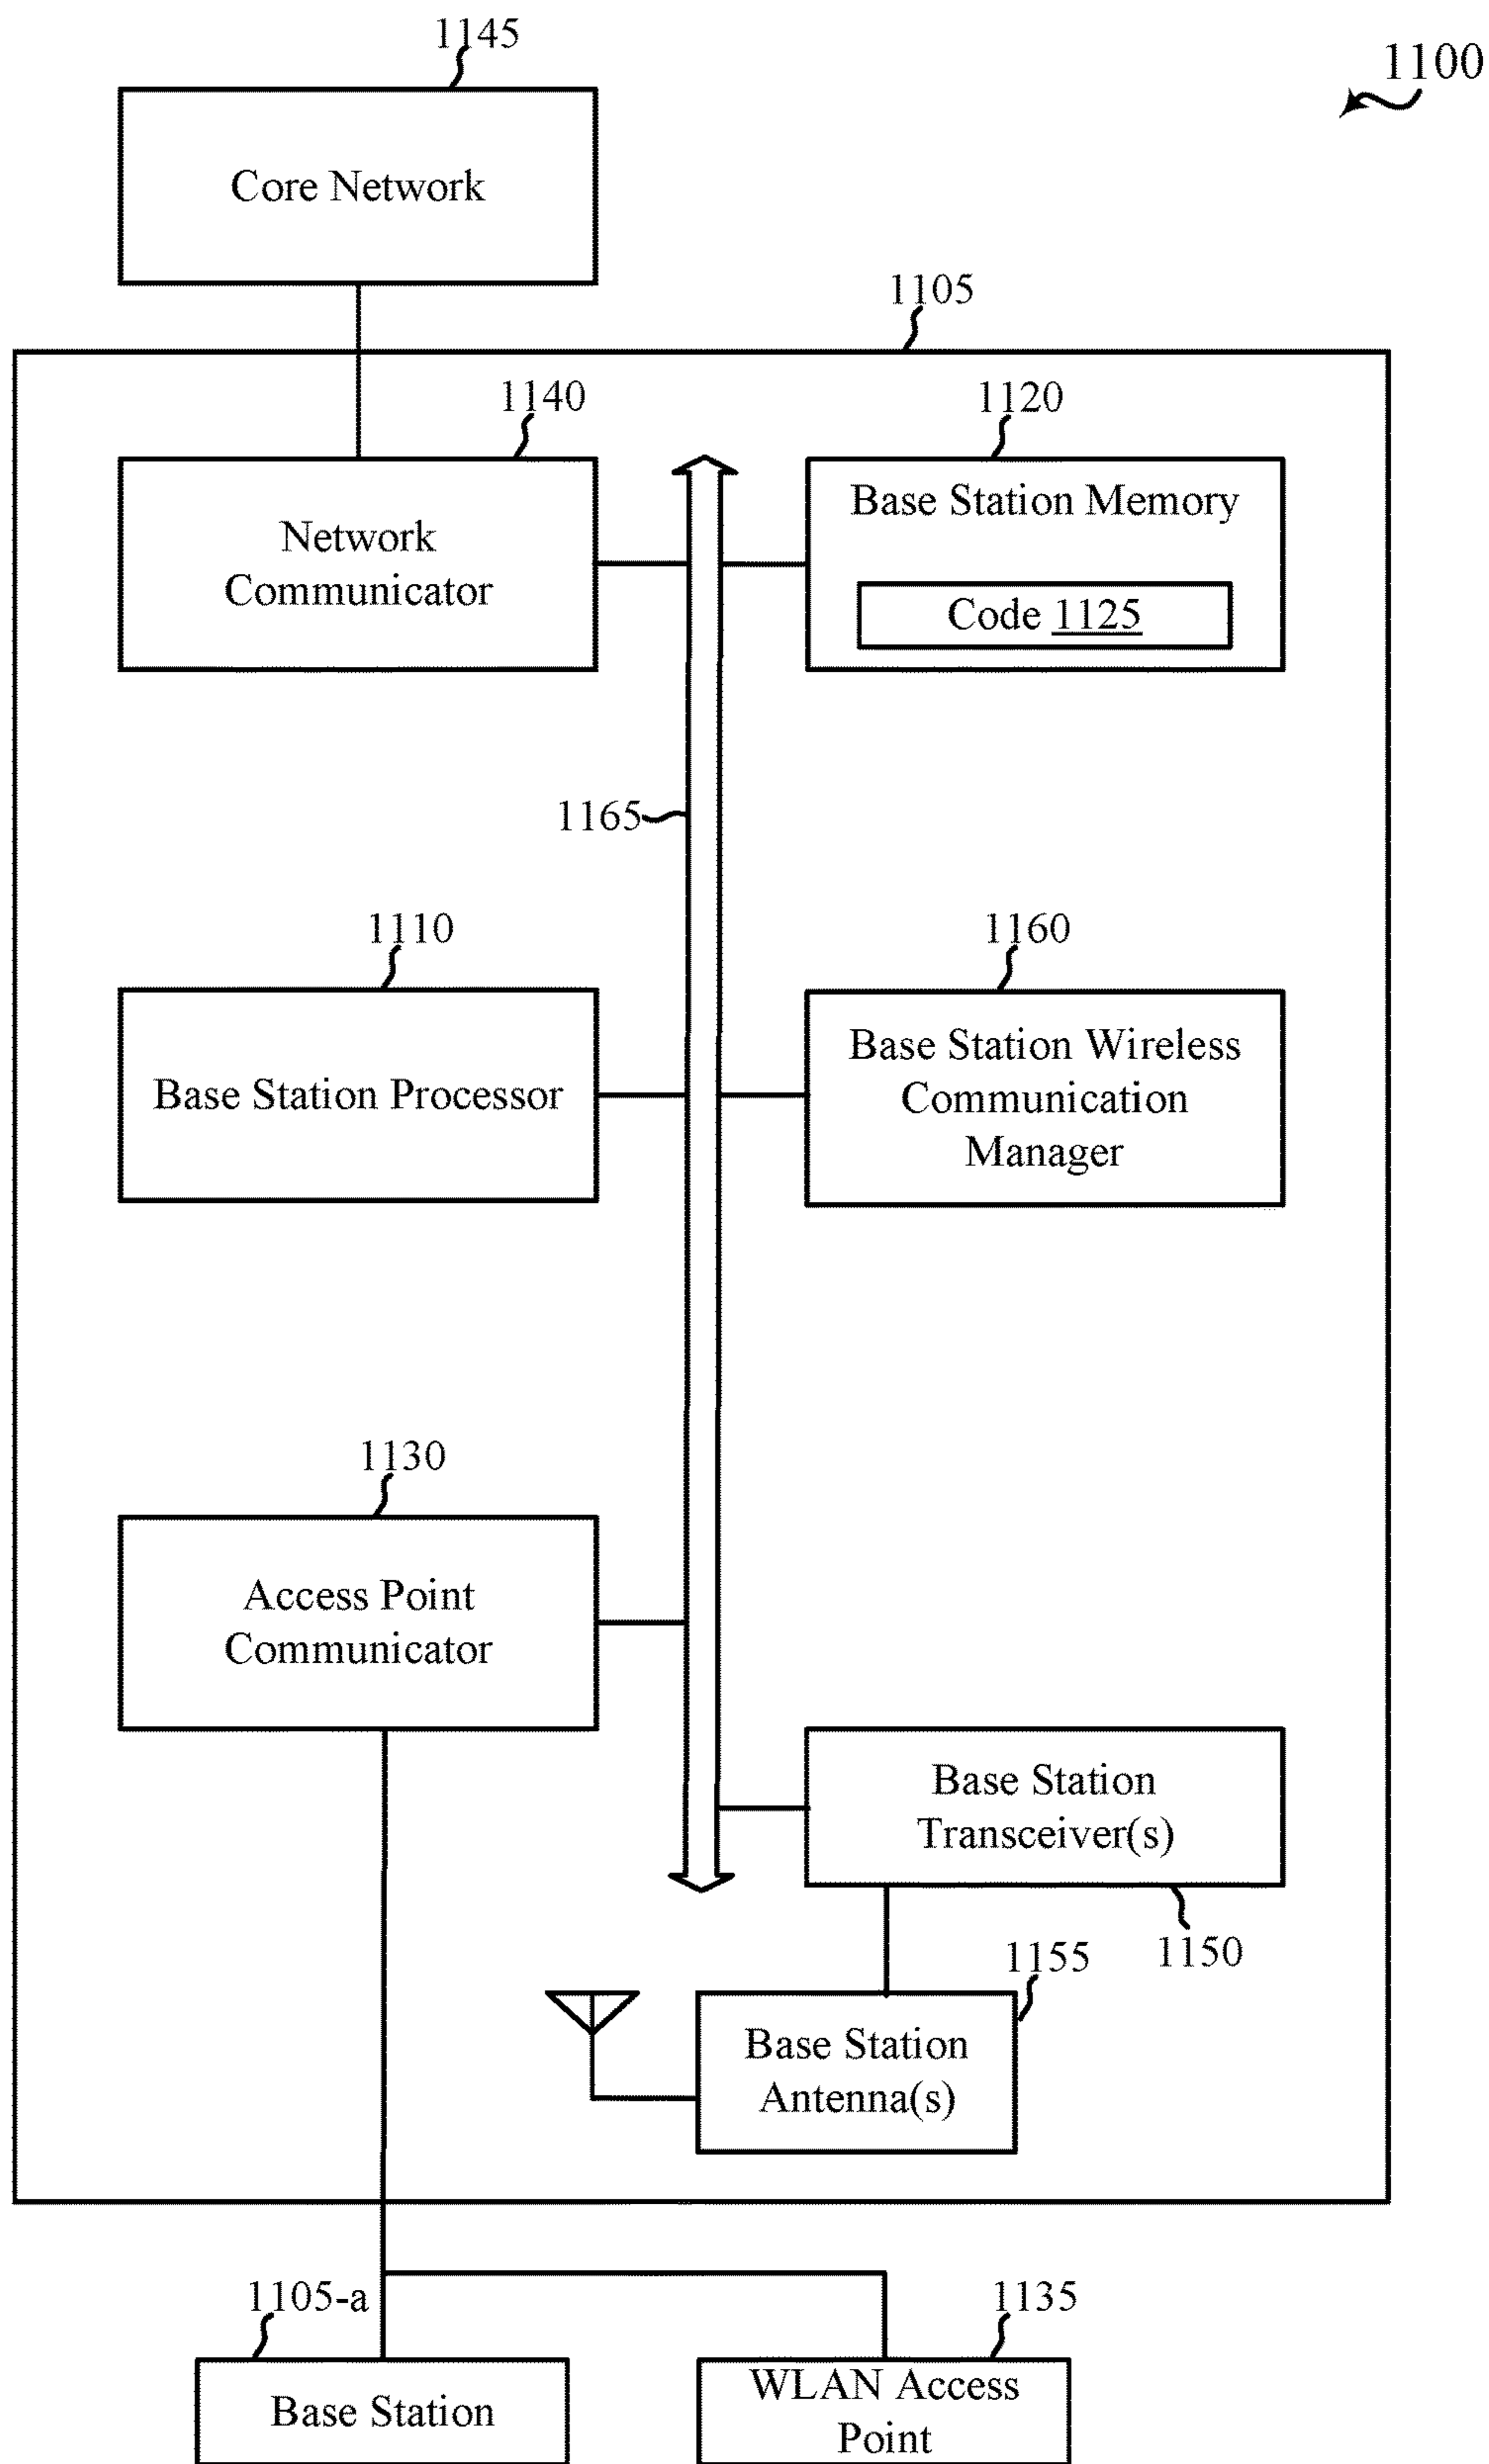 1145
1100
Core Network
1105
1140
1120
Network
Communicator
Base Station Memory
Code 1125
1165
1110
1160
Base Station Processor
Base Station Wireless
Communication
Manager
1130
Access Point
Communicator
Base Station
Transceiver(s)
1150
1155
Base Station
Antenna(s)
1105-a
1135
Base Station
WLAN Access
Point